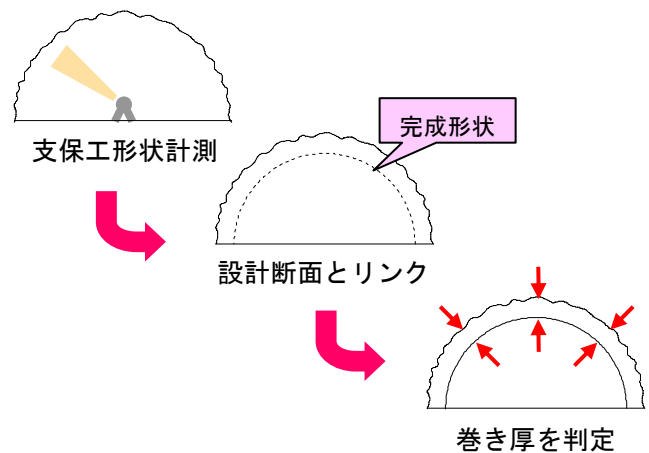 支保工形状計測
完成形状
設計断面とリンク
巻き厚を判定